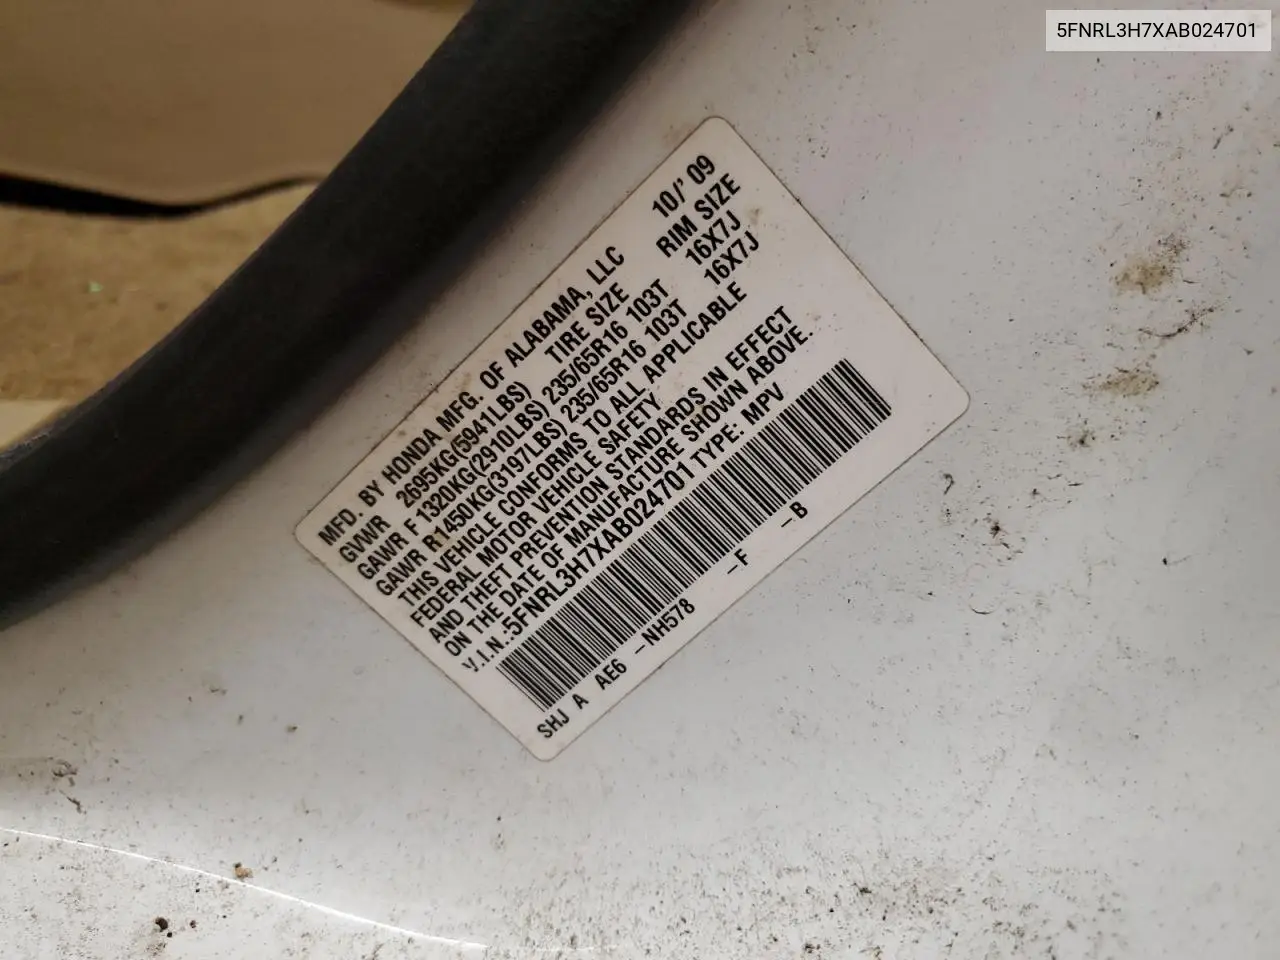 5FNRL3H7XAB024701
MFD. BY HONDA MFG. OF ALABAMA, LLC 10/' 09
GVWR 2695KG(5941LBS) TIRE SIZE RIM SIZE
GAWR F 1320KG(2910LBS) 235/65R16 103T 16X7J
GAWR R1450KG(3197LBS) 235/65R16 103T 16X7J
THIS VEHICLE CONFORMS TO ALL APPLICABLE
FEDERAL MOTOR VEHICLE SAFETY
AND THEFT PREVENTION STANDARDS IN EFFECT
ON THE DATE OF MANUFACTURE SHOWN ABOVE.
V.I.N.:5FNRL3H7XAB024701 TYPE: MPV
SHJ A AE6 -NH578 -F -B